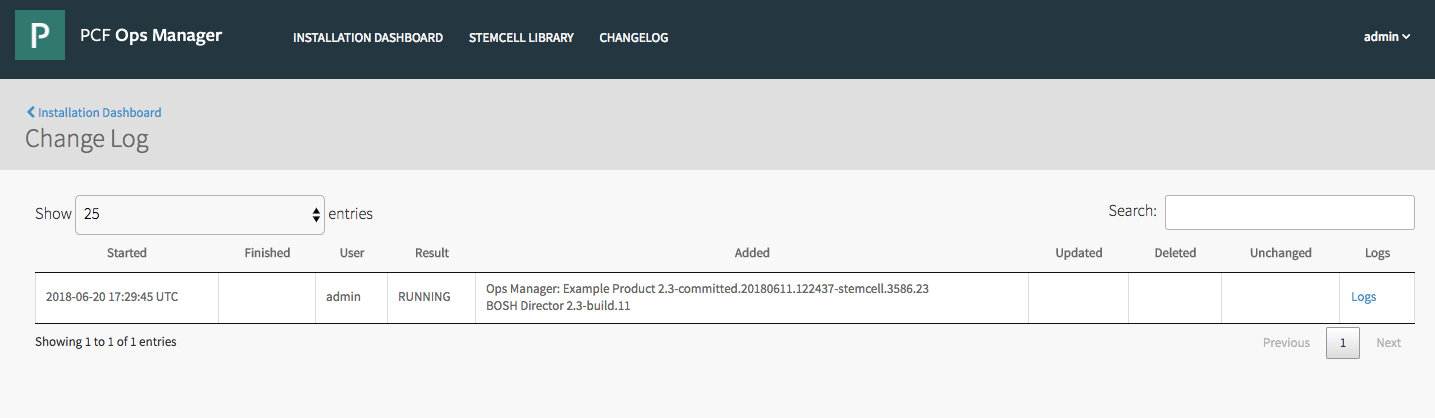 P PCF Ops Manager INSTALLATION DASHBOARD STEMCELL LIBRARY CHANGELOG admin
Installation Dashboard
Change Log
Show 25 entries Search:
Started Finished User Result Added Updated Deleted Unchanged Logs
2018-06-20 17:29:45 UTC admin RUNNING Ops Manager: Example Product 2.3-committed.20180611.122437-stemcell.3586.23 Logs
BOSH Director 2.3-build.11
Showing 1 to 1 of 1 entries Previous 1 Next